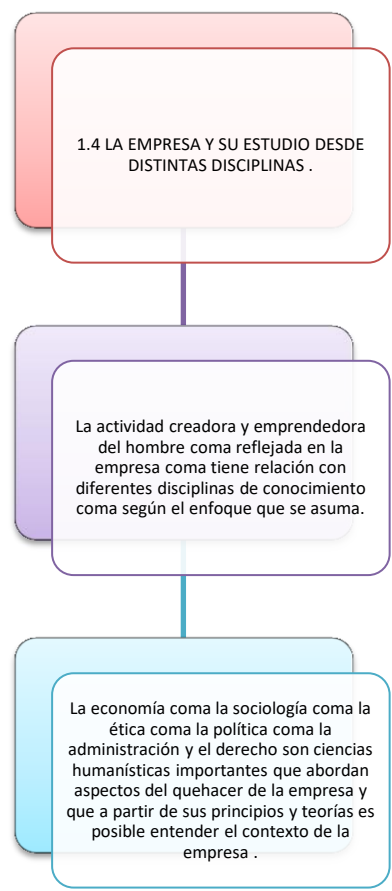 1.4 LA EMPRESA Y SU ESTUDIO DESDE
DISTINTAS DISCIPLINAS .
La actividad creadora y emprendedora
del hombre coma reflejada en la
empresa coma tiene relación con
diferentes disciplinas de conocimiento
coma según el enfoque que se asuma.
La economía coma la sociología coma la
ética coma la política coma la
administración y el derecho son ciencias
humanísticas importantes que abordan
aspectos del quehacer de la empresa y
que a partir de sus principios y teorías es
posible entender el contexto de la
empresa .